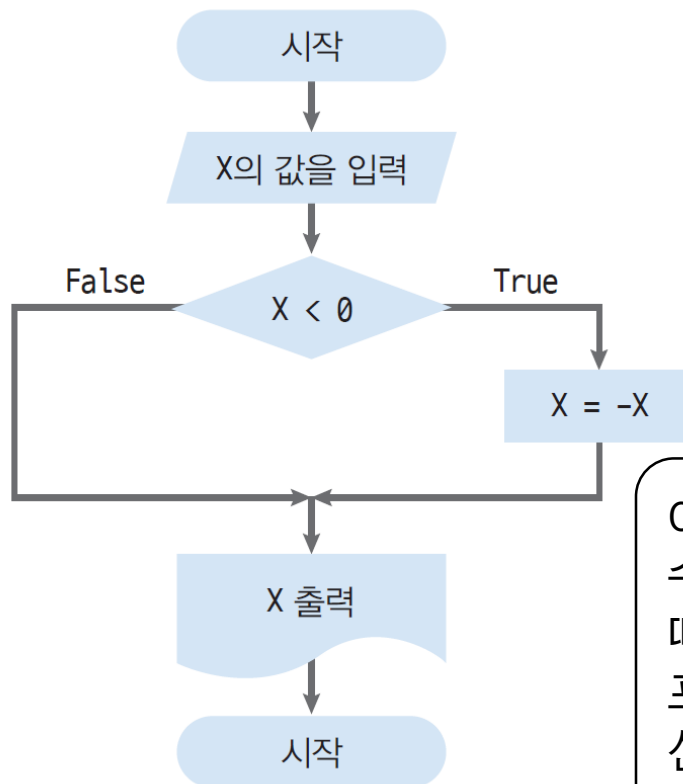 시작
X의 값을 입력
False
True
X < 0
X = -X
X 출력
시작